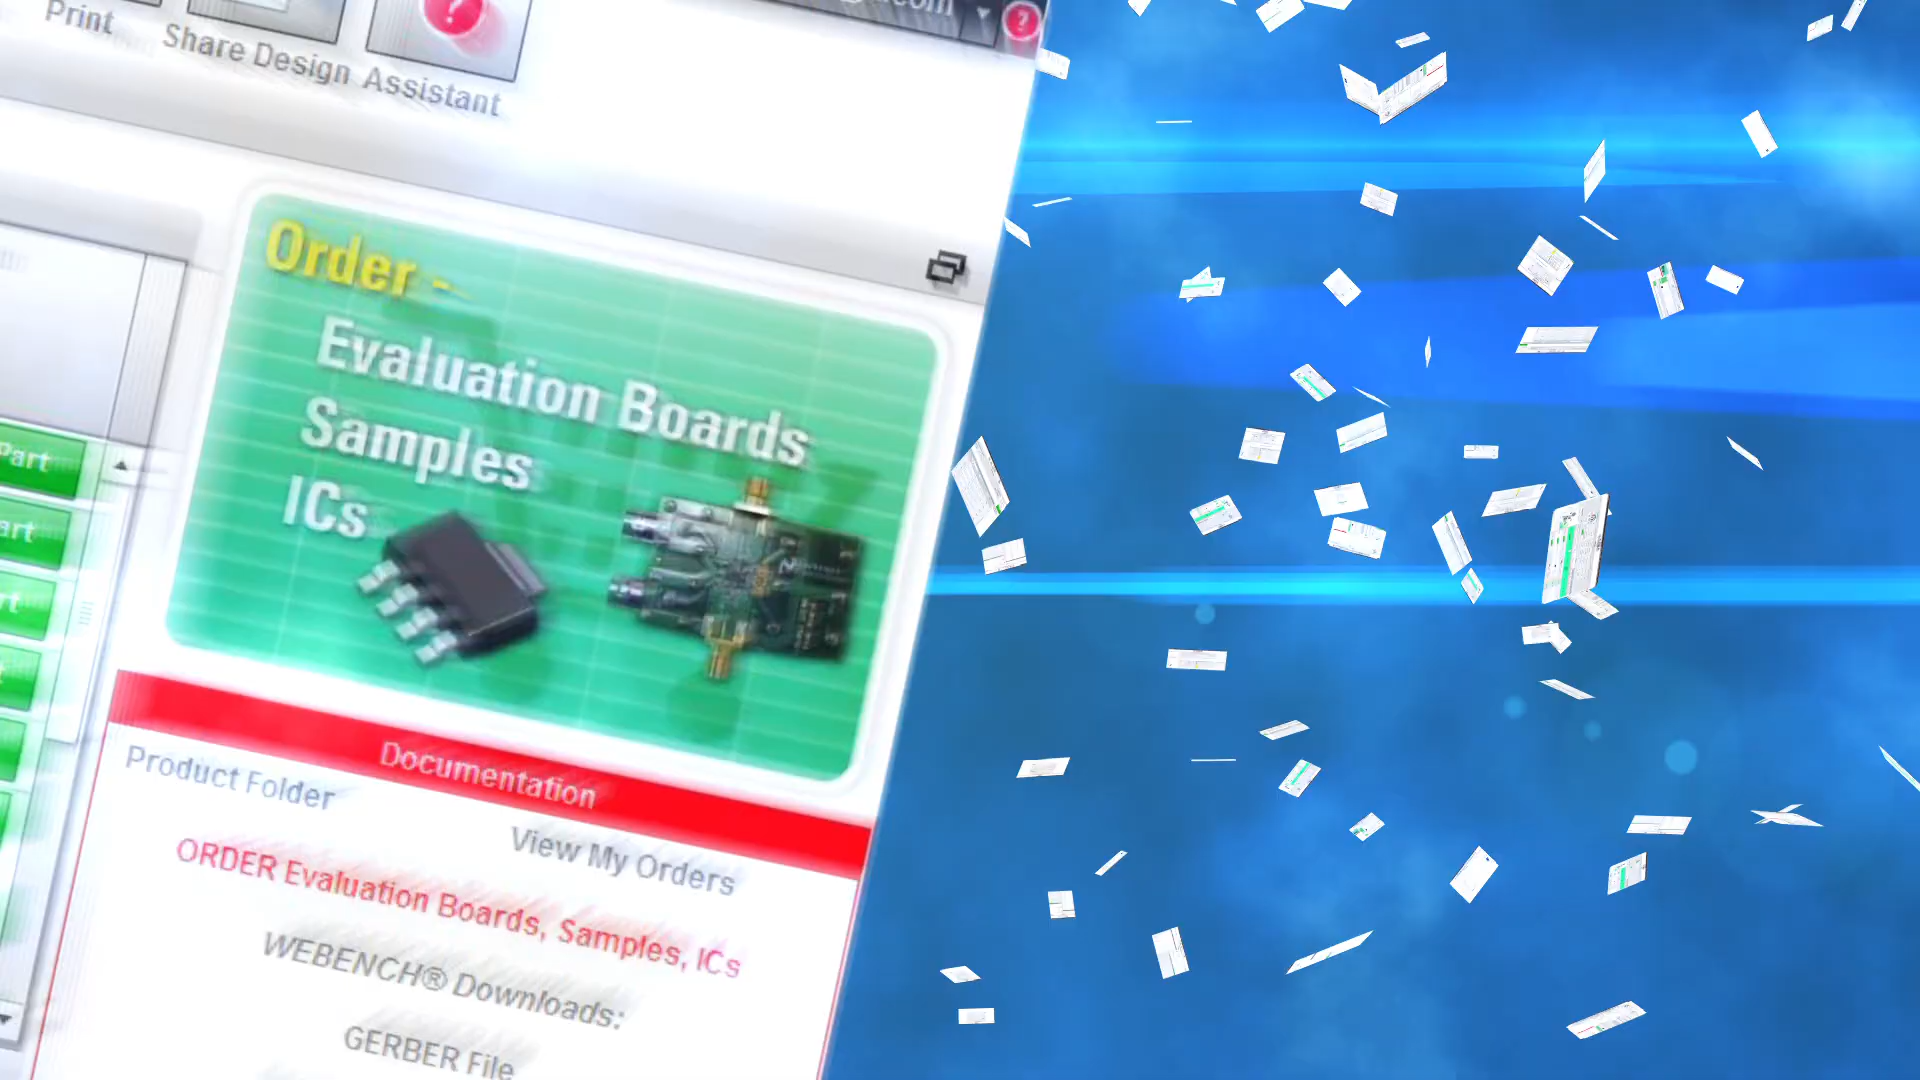 .com
Print
Share Design
Assistant
?
?
Order -
Evaluation Boards
Samples
ICs
Part
Documentation
Product Folder
View My Orders
ORDER Evaluation Boards, Samples, ICs
WEBENCH® Downloads:
GERBER File